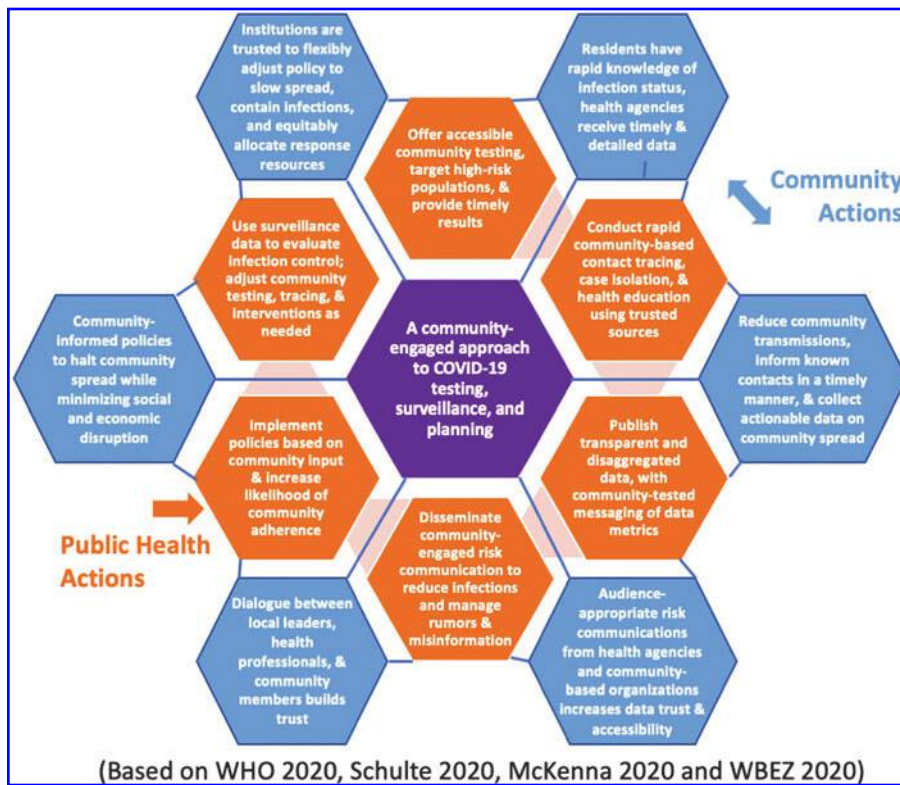 Institutions are
trusted to flexibly
adjust policy to
slow spread,
contain infections,
and equitably
allocate response
resources
Residents have
rapid knowledge of
infection status,
health agencies
receive timely &
detailed data
Offer accessible
community testing,
target high-risk
populations, &
provide timely
results
Community
Actions
Use surveillance
data to evaluate
infection control;
adjust community
testing, tracing, &
interventions as
needed
Conduct rapid
community-based
contact tracing,
case isolation, &
health education
using trusted
sources
Community-
informed policies
to halt community
spread while
minimizing social
and economic
disruption
A community-
engaged approach
to COVID-19
testing,
surveillance, and
planning
Reduce community
transmissions,
inform known
contacts in a timely
manner, & collect
actionable data on
community spread
Implement
policies based on
community input
& increase
likelihood of
community
adherence
Publish
transparent and
disaggregated
data, with
community-tested
messaging of data
metrics
Public Health
Actions
Disseminate
community-
engaged risk
communication to
reduce infections
and manage
rumors &
misinformation
Dialogue between
local leaders,
health
professionals, &
community
members builds
trust
Audience-
appropriate risk
communications
from health agencies
and community-
based organizations
increases data trust &
accessibility
(Based on WHO 2020, Schulte 2020, McKenna 2020 and WBEZ 2020)